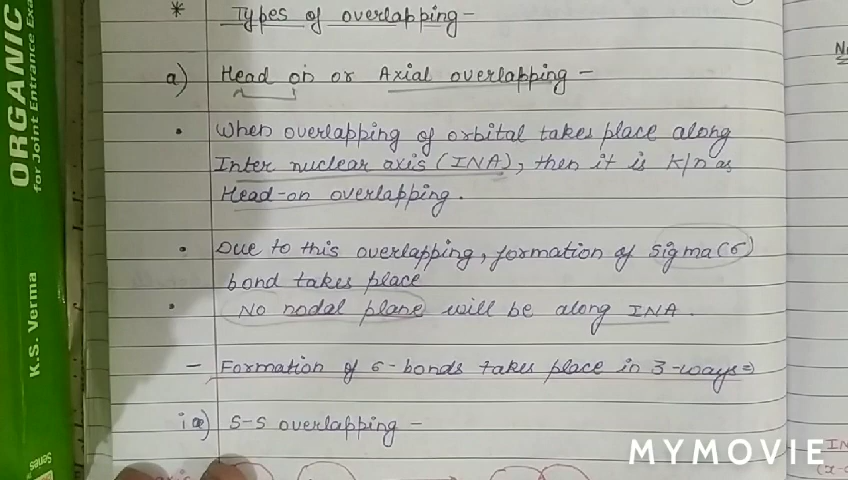 ORGANIC
for Joint Entrance Exa
K.S. Verma
* Types of overlapping-
a) Head on or Axial overlapping -
• When overlapping of orbital takes place along
Inter nuclear axis (INA), then it is k/n as
Head-on overlapping.
• Due to this overlapping, formation of sigma (σ)
bond takes place
• No nodal plane will be along INA.
- Formation of σ-bonds takes place in 3-ways =)
S-S overlapping -
MYMOVIE
IN